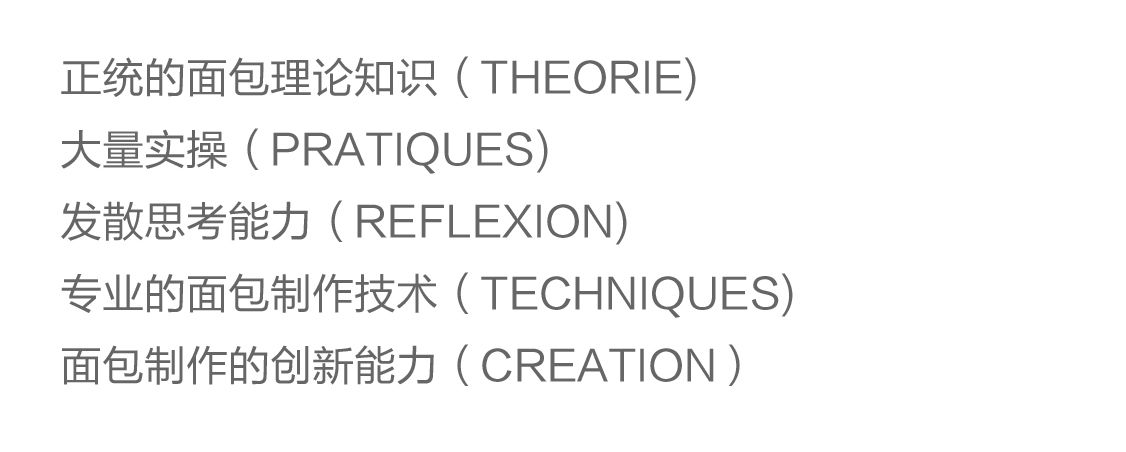 正统的面包理论知识（THEORIE)
大量实操（PRATIQUES)
发散思考能力（REFLEXION)
专业的面包制作技术（TECHNIQUES)
面包制作的创新能力（CREATION ）